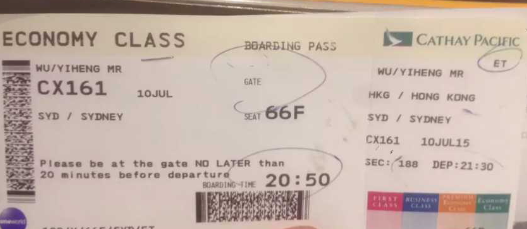 ECONOMY CLASS
BOARDING PASS
CATHAY PACIFIC
WU/YIHENG MR
CX161 10JUL
SYD / SYDNEY
GATE
SEAT 66F
Please be at the gate NO LATER than
20 minutes before departure
BOARDING TIME 20:50
ET
WU/YIHENG MR
HKG / HONG KONG
SYD / SYDNEY
CX161 10JUL15
SEC: 188 DEP:21:30
FIRST CLASS
BUSINESS CLASS
Economy Class